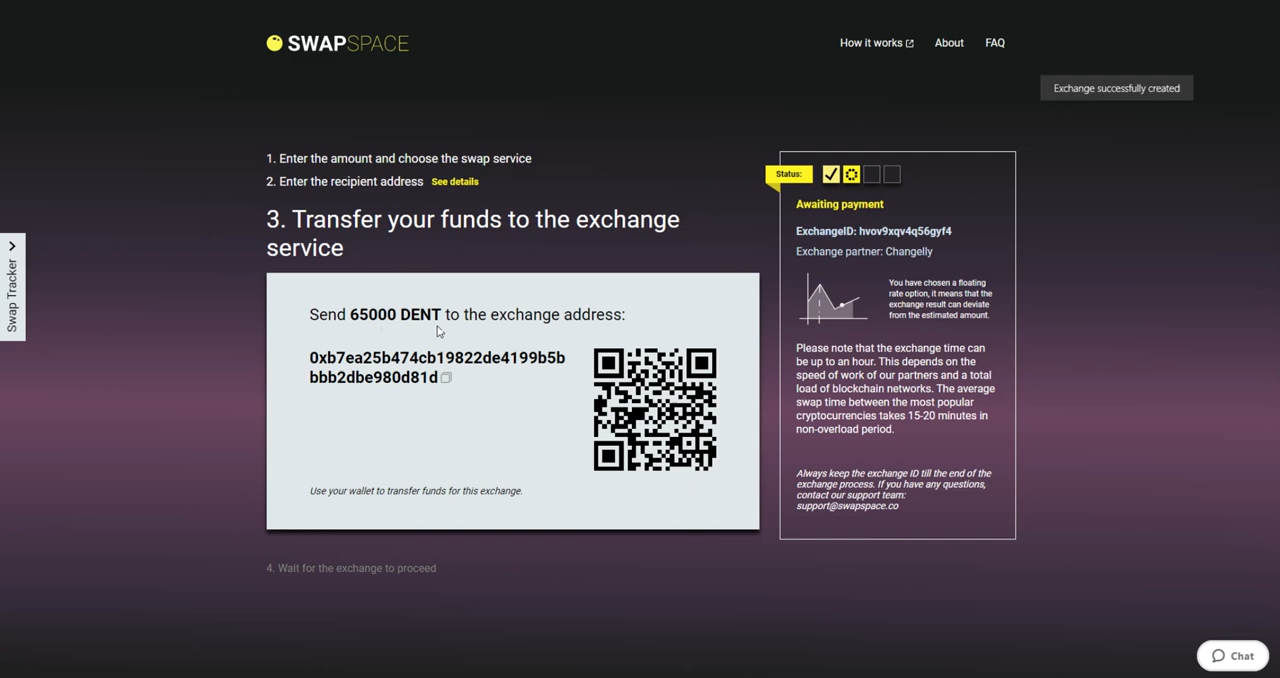 SWAPSPACE
How it works
About
FAQ
Exchange successfully created
1. Enter the amount and choose the swap service
2. Enter the recipient address See details
3. Transfer your funds to the exchange
service
Send 65000 DENT to the exchange address:
0xb7ea25b474cb19822de4199b5b
bbb2dbe980d81d
Use your wallet to transfer funds for this exchange.
4. Wait for the exchange to proceed
Status:
Awaiting payment
ExchangeID: hvov9xqv4q56gyf4
Exchange partner: Changelly
You have chosen a floating
rate option, it means that the
exchange result can deviate
from the estimated amount.
Please note that the exchange time can
be up to an hour. This depends on the
speed of work of our partners and a total
load of blockchain networks. The average
swap time between the most popular
cryptocurrencies takes 15-20 minutes in
non-overload period.
Always keep the exchange ID till the end of the
exchange process. If you have any questions,
contact our support team:
support@swapspace.co
Swap Tracker
Chat